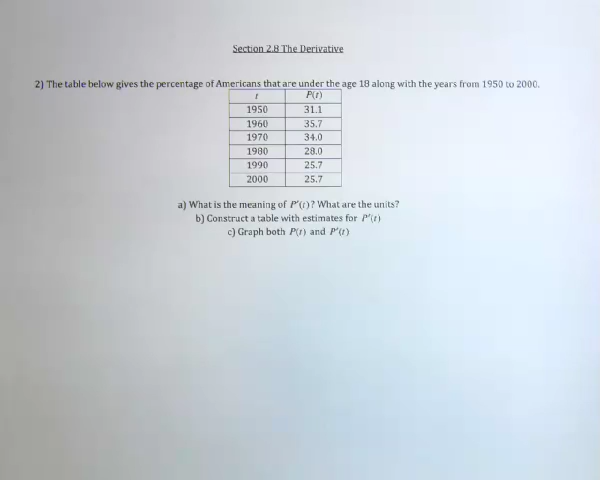 Section 2.8 The Derivative
2) The table below gives the percentage of Americans that are under the age 18 along with the years from 1950 to 2000.
t P(t)
1950 31.1
1960 35.7
1970 34.0
1980 28.0
1990 25.7
2000 25.7
a) What is the meaning of P'(t)? What are the units?
b) Construct a table with estimates for P'(t)
c) Graph both P(t) and P'(t)